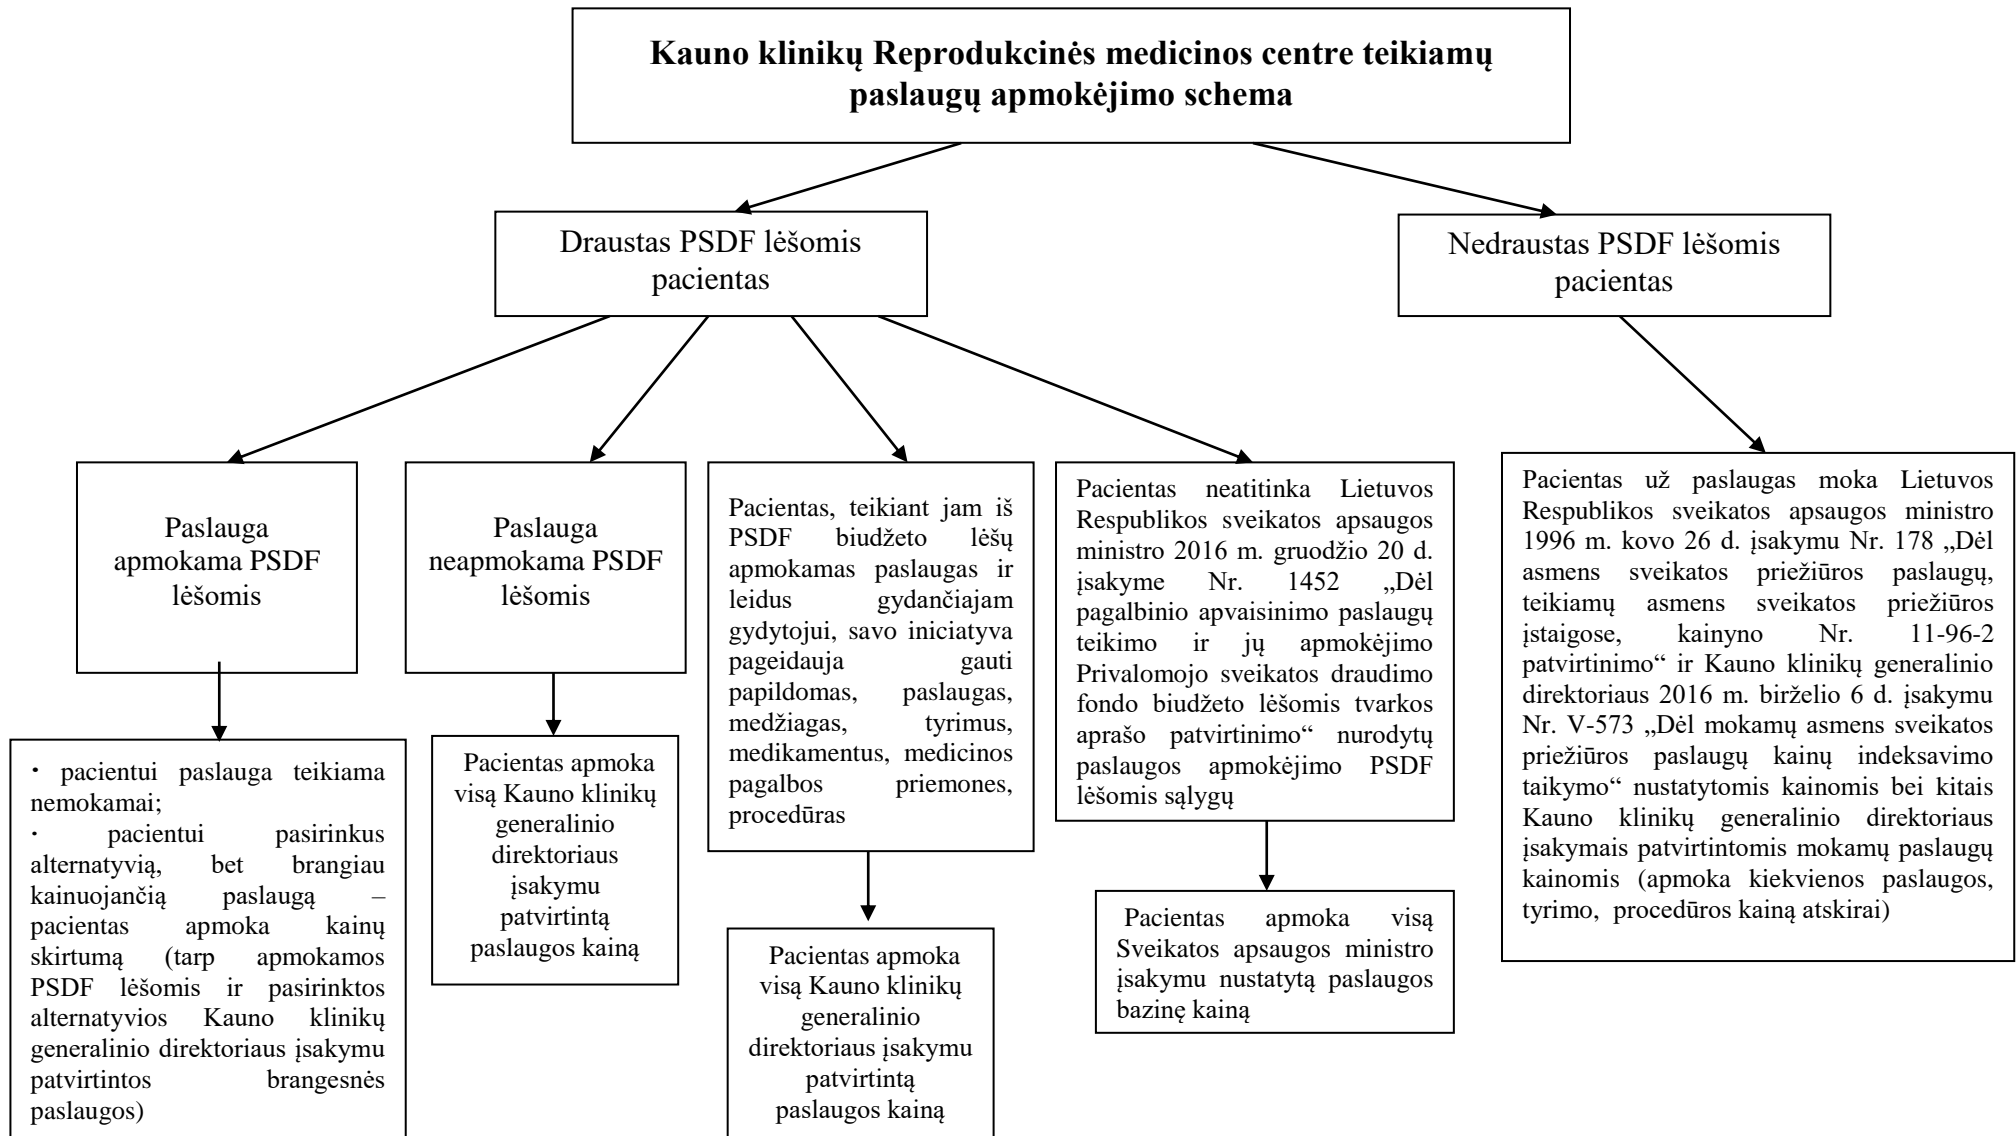 Kauno klinikų Reprodukcinės medicinos centre teikiamų
paslaugų apmokėjimo schema
Draustas PSDF lėšomis
pacientas
Nedraustas PSDF lėšomis
pacientas
Paslauga
apmokama PSDF
lėšomis
Paslauga
neapmokama PSDF
lėšomis
Pacientas, teikiant jam iš
PSDF biudžeto lėšų
apmokamas paslaugas ir
leidus gydančiajam
gydytojui, savo iniciatyva
pageidauja gauti
papildomas, paslaugas,
medžiagas, tyrimus,
medikamentus, medicinos
pagalbos priemones,
procedūras
Pacientas neatitinka Lietuvos
Respublikos sveikatos apsaugos
ministro 2016 m. gruodžio 20 d.
įsakyme Nr. 1452 „Dėl
pagalbinio apvaisinimo paslaugų
teikimo ir jų apmokėjimo
Privalomojo sveikatos draudimo
fondo biudžeto lėšomis tvarkos
aprašo patvirtinimo“ nurodytų
paslaugos apmokėjimo PSDF
lėšomis sąlygų
Pacientas už paslaugas moka Lietuvos
Respublikos sveikatos apsaugos ministro
1996 m. kovo 26 d. įsakymu Nr. 178 „Dėl
asmens sveikatos priežiūros paslaugų,
teikiamų asmens sveikatos priežiūros
įstaigose, kainyno Nr. 11-96-2
patvirtinimo“ ir Kauno klinikų generalinio
direktoriaus 2016 m. birželio 6 d. įsakymu
Nr. V-573 „Dėl mokamų asmens sveikatos
priežiūros paslaugų kainų indeksavimo
taikymo“ nustatytomis kainomis bei kitais
Kauno klinikų generalinio direktoriaus
įsakymais patvirtintomis mokamų paslaugų
kainomis (apmoka kiekvienos paslaugos,
tyrimo, procedūros kainą atskirai)
· pacientui paslauga teikiama
nemokamai;
· pacientui pasirinkus
alternatyvią, bet brangiau
kainuojančią paslaugą –
pacientas apmoka kainų
skirtumą (tarp apmokamos
PSDF lėšomis ir pasirinktos
alternatyvios Kauno klinikų
generalinio direktoriaus įsakymu
patvirtintos brangesnės
paslaugos)
Pacientas apmoka
visą Kauno klinikų
generalinio
direktoriaus
įsakymu
patvirtintą
paslaugos kainą
Pacientas apmoka
visą Kauno klinikų
generalinio
direktoriaus įsakymu
patvirtintą
paslaugos kainą
Pacientas apmoka visą
Sveikatos apsaugos ministro
įsakymu nustatytą paslaugos
bazinę kainą